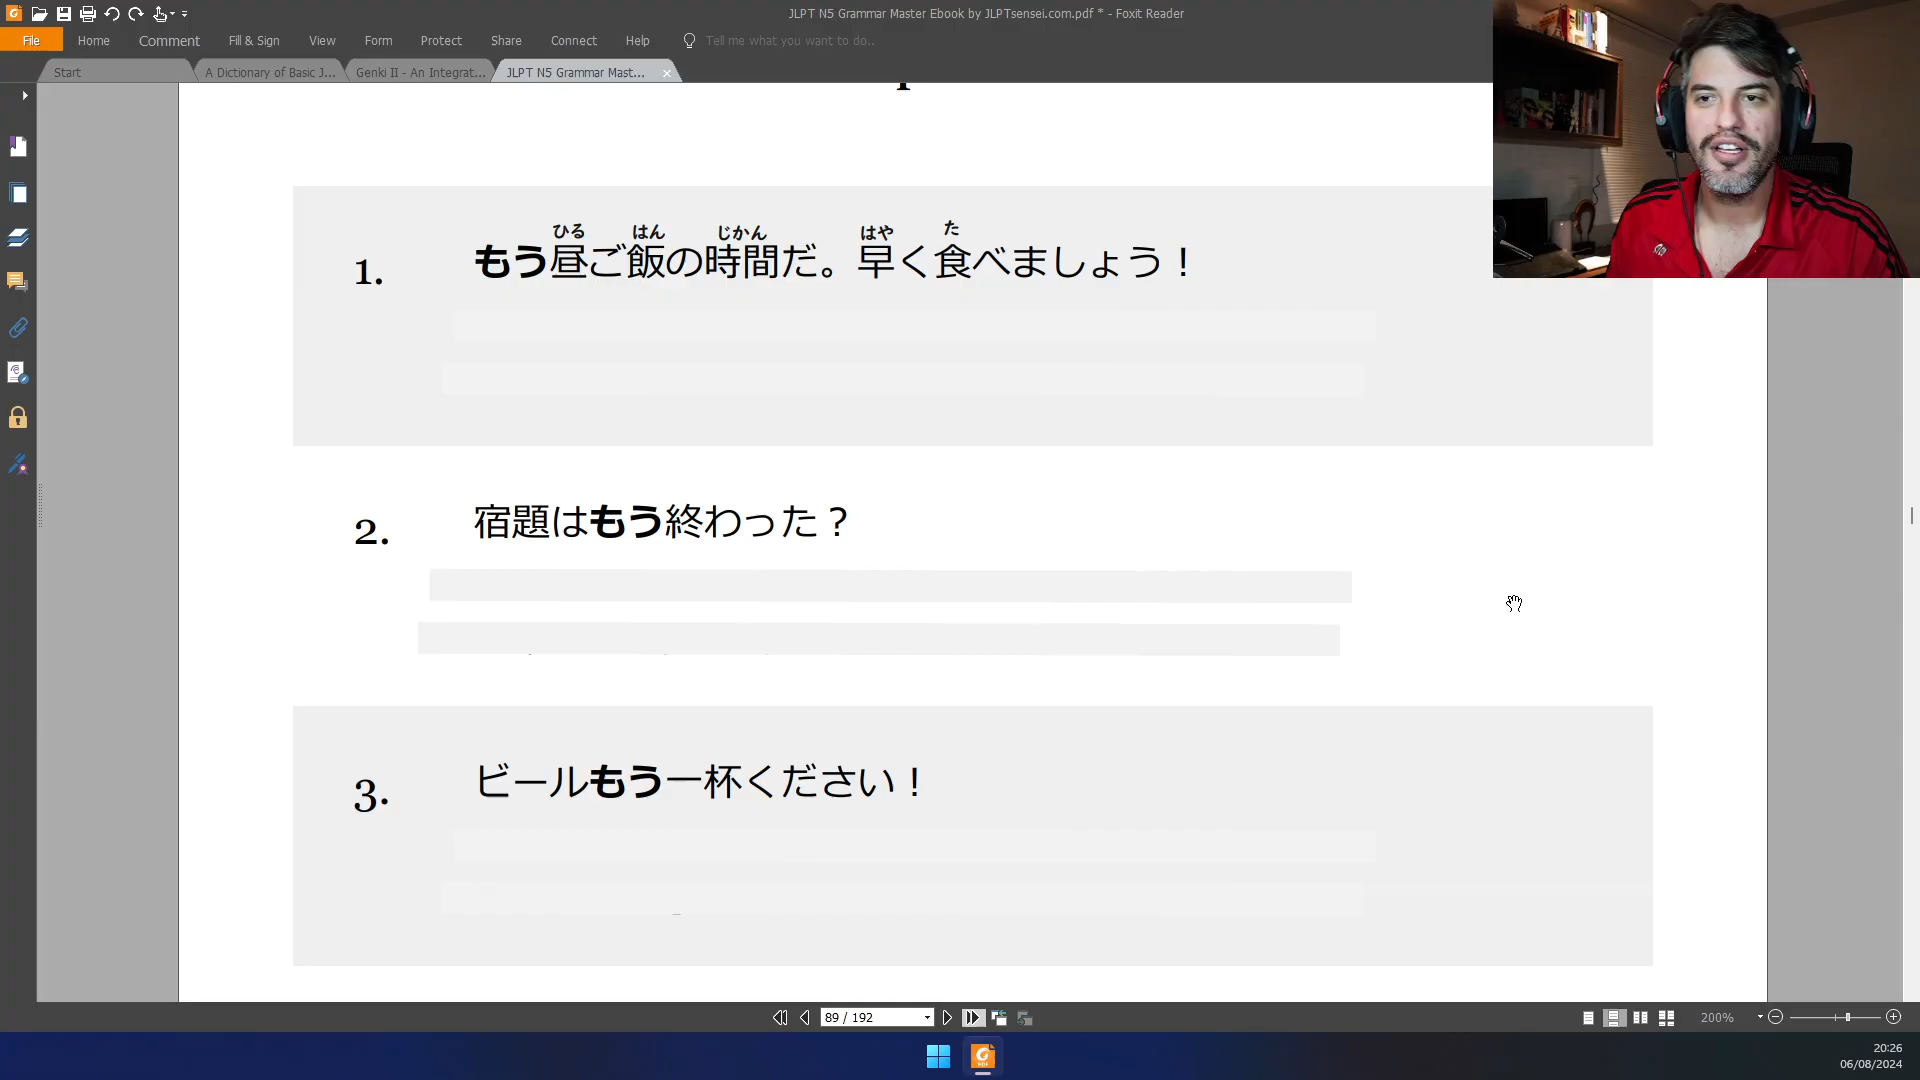 JLPT N5 Grammar Master Ebook by JLPTsensei.com.pdf * - Foxit Reader
File Home Comment Fill & Sign View Form Protect Share Connect Help Tell me what you want to do..
Start A Dictionary of Basic J... Genki II - An Integrat... JLPT N5 Grammar Mast...
ひる はん じかん はや た
1. もう昼ご飯の時間だ。早く食べましょう！
2. 宿題はもう終わった？
3. ビールもう一杯ください！
89 / 192
200%
20:26
06/08/2024